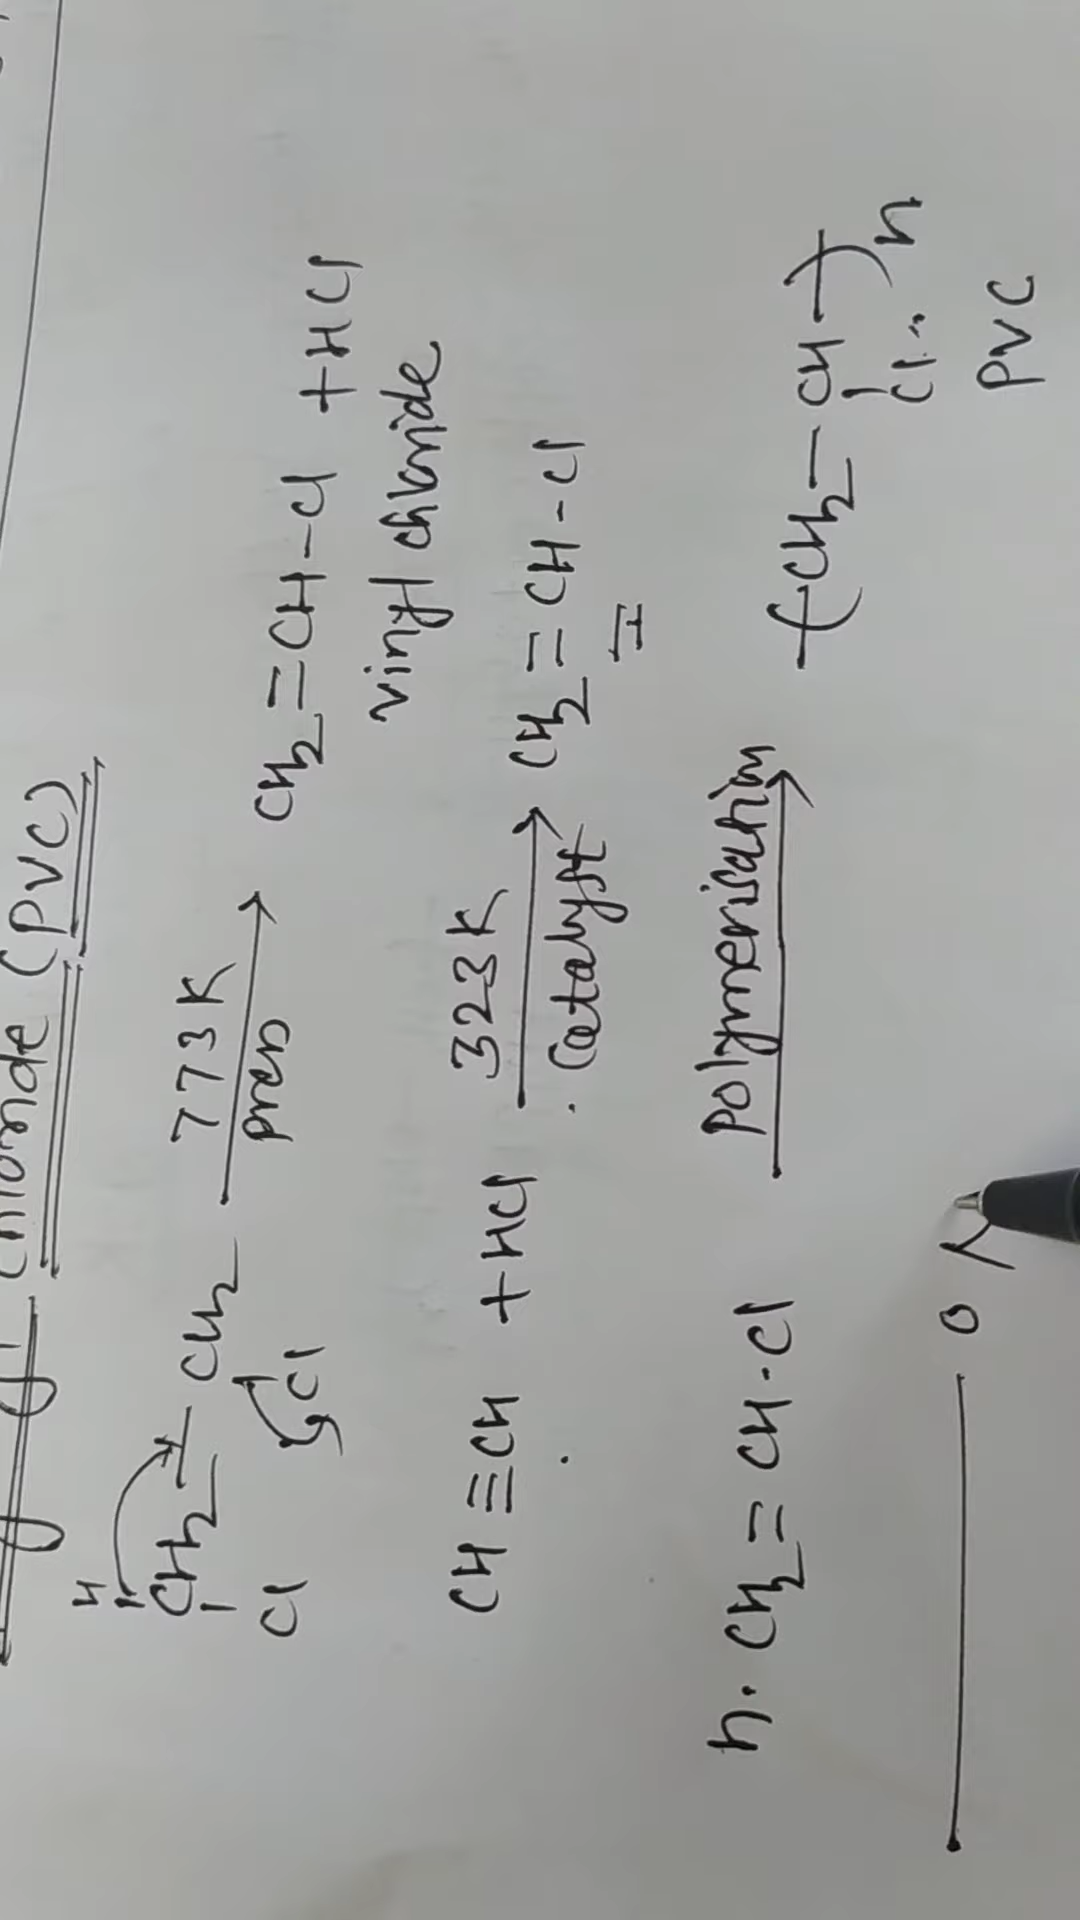 Chloride (PVC)
H
CH2 – CH2 773 K CH2 = CH – Cl + HCl
Cl Cl vinyl chloride
CH ≡ CH + HCl 323 K CH2 = CH – Cl
. Catalyst
n. CH2 = CH - Cl Polymerisation (CH2 – CH)n
Cl
PVC